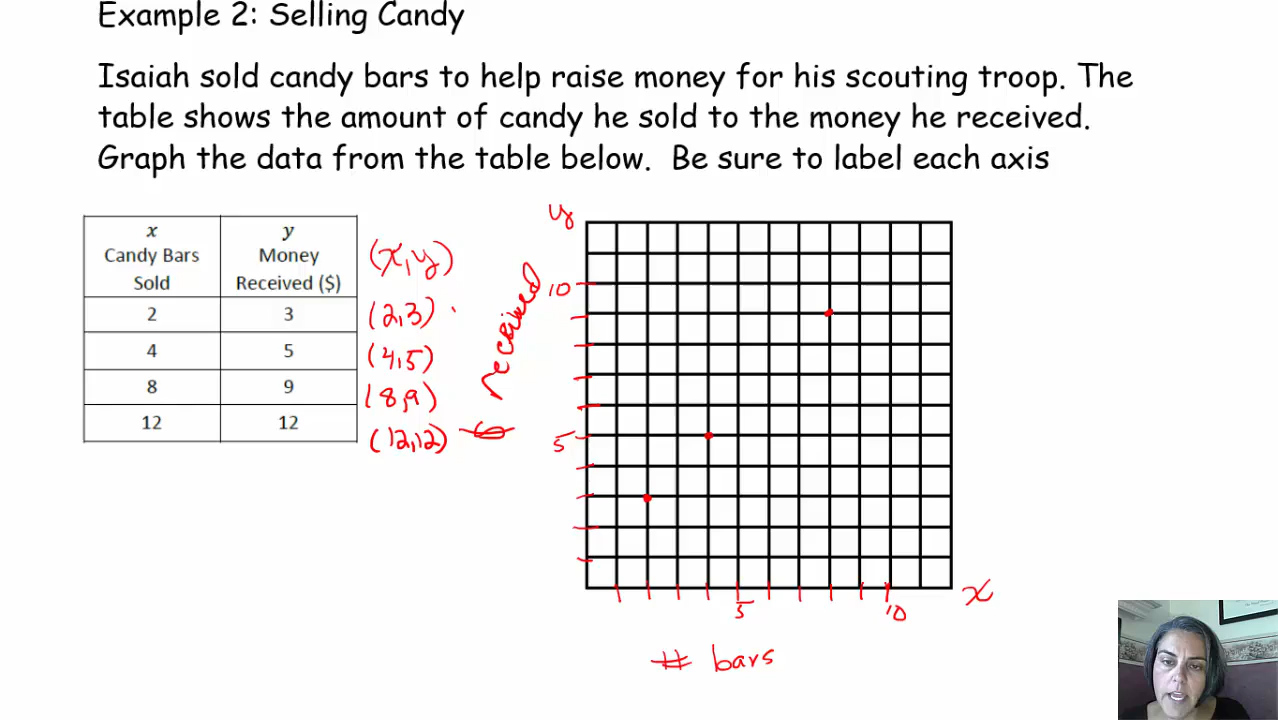 Example 2: Selling Candy
Isaiah sold candy bars to help raise money for his scouting troop. The
table shows the amount of candy he sold to the money he received.
Graph the data from the table below. Be sure to label each axis
x y
Candy Bars Money
Sold Received ($)
2 3
4 5
8 9
12 12
(x,y)
(2,3)
(4,5)
(8,9)
(12,12)
$ received
y
10
5
5 10
x
# bars